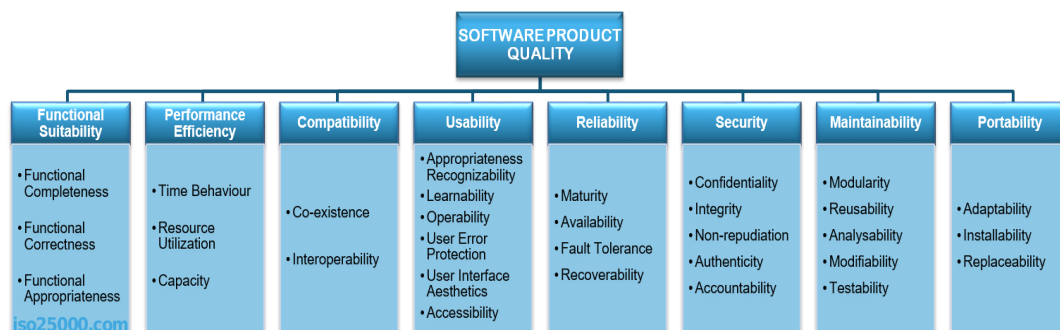 SOFTWARE PRODUCT
QUALITY
Functional
Suitability
• Functional
Completeness
• Functional
Correctness
• Functional
Appropriateness
Performance
Efficiency
• Time Behaviour
• Resource
Utilization
• Capacity
Compatibility
• Co-existence
• Interoperability
Usability
• Appropriateness
Recognizability
• Learnability
• Operability
• User Error
Protection
• User Interface
Aesthetics
• Accessibility
Reliability
• Maturity
• Availability
• Fault Tolerance
• Recoverability
Security
• Confidentiality
• Integrity
• Non-repudiation
• Authenticity
• Accountability
Maintainability
• Modularity
• Reusability
• Analysability
• Modifiability
• Testability
Portability
• Adaptability
• Installability
• Replaceability
iso25000.com